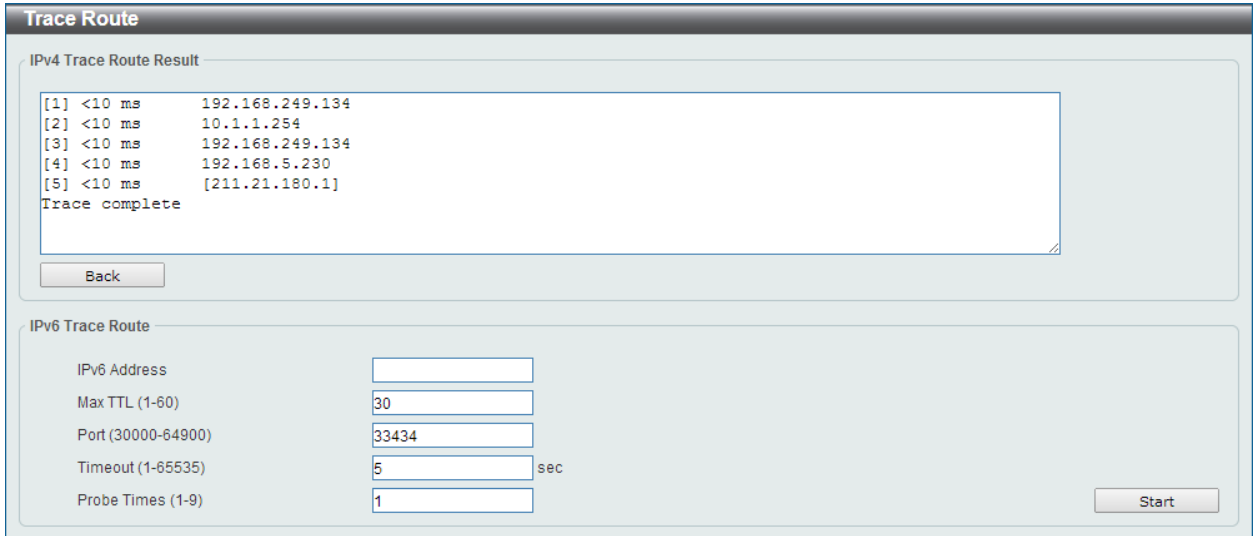 Trace Route
IPv4 Trace Route Result
[1] <10 ms 192.168.249.134
[2] <10 ms 10.1.1.254
[3] <10 ms 192.168.249.134
[4] <10 ms 192.168.5.230
[5] <10 ms [211.21.180.1]
Trace complete
Back
IPv6 Trace Route
IPv6 Address
Max TTL (1-60) 30
Port (30000-64900) 33434
Timeout (1-65535) 5 sec
Probe Times (1-9) 1
Start